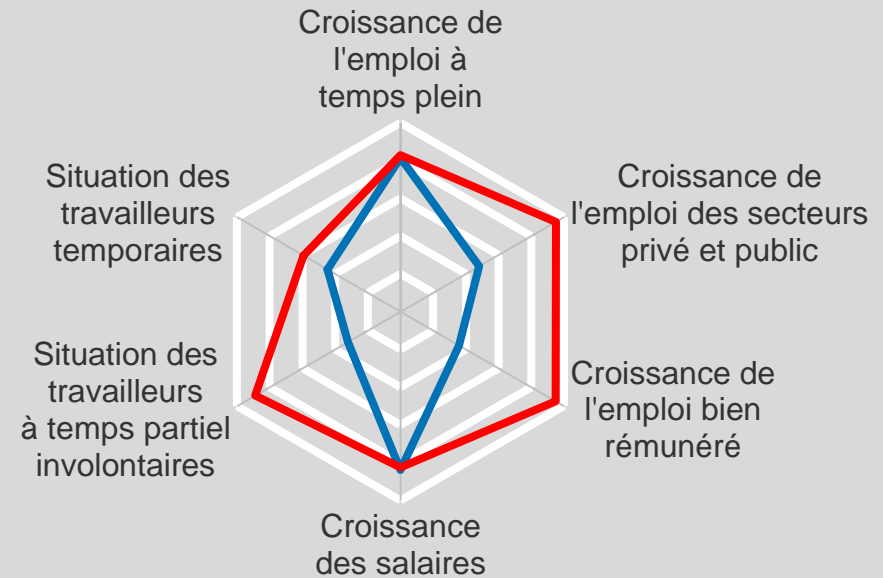 Croissance de
l'emploi à
temps plein
Croissance de
l'emploi des secteurs
privé et public
Croissance de
l'emploi bien
rémunéré
Croissance
des salaires
Situation des
travailleurs
à temps partiel
involontaires
Situation des
travailleurs
temporaires